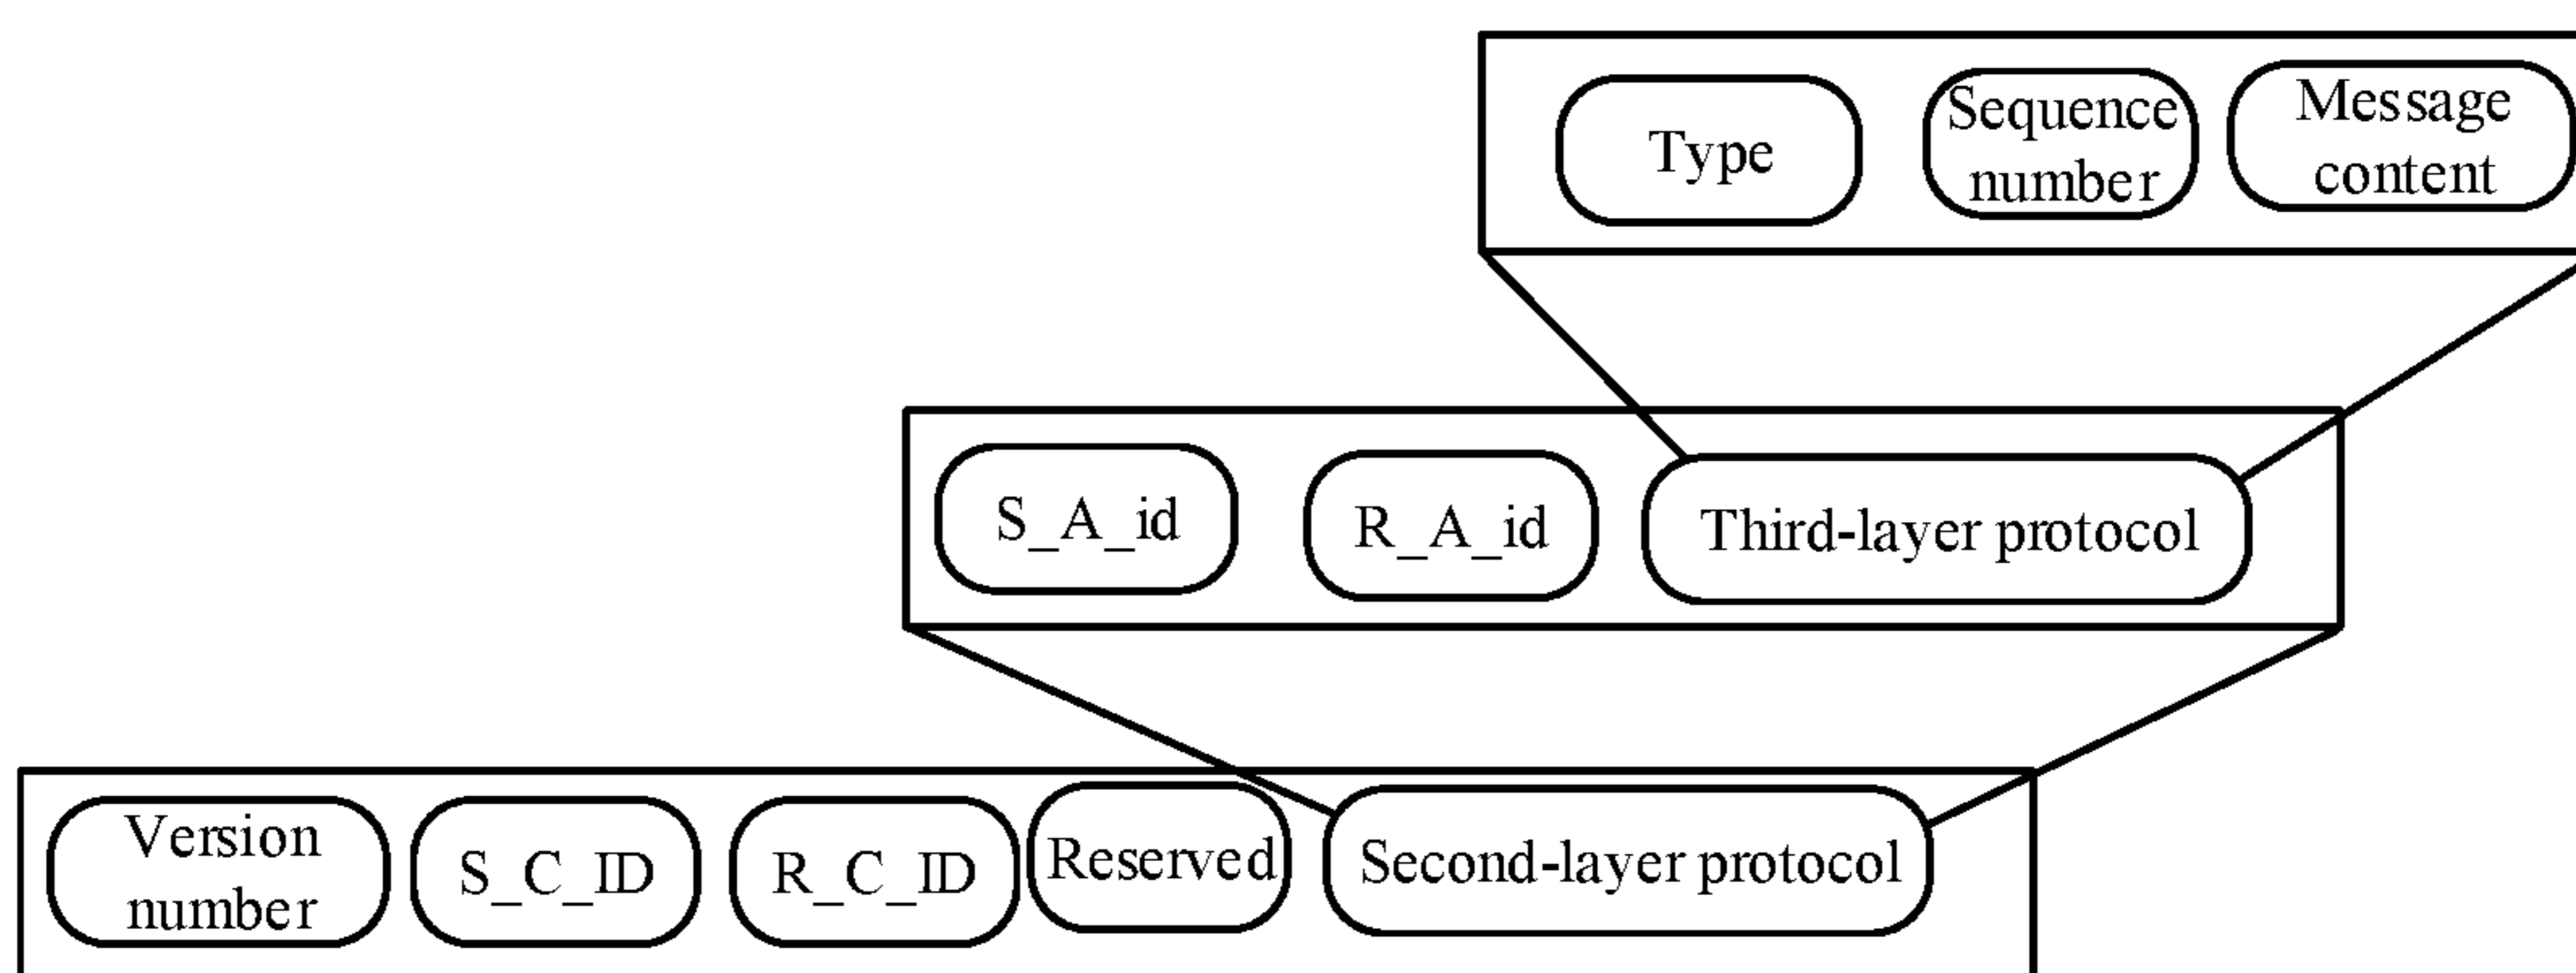 Type
Sequence
number
Message
content
S_A_id
R_A_id
Third-layer protocol
Version
number
S_C_ID
R_C_ID
Reserved
Second-layer protocol